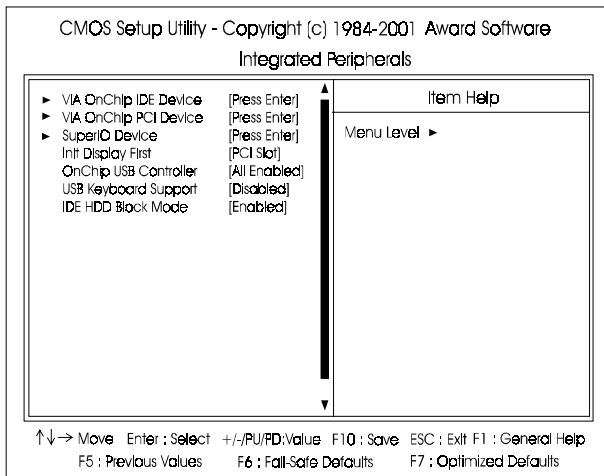 CMOS Setup Utility - Copyright (c) 1984-2001 Award Software
Integrated Peripherals
► VIA OnChip IDE Device [Press Enter]
► VIA OnChip PCI Device [Press Enter]
► SuperIO Device [Press Enter]
Init Display First [PCI Slot]
OnChip USB Controller [All Enabled]
USB Keyboard Support [Disabled]
IDE HDD Block Mode [Enabled]
▲
▼
Item Help
Menu Level ►
↑↓→ Move Enter : Select +/-/PU/PD:Value F10 : Save ESC : Exit F1 : General Help
F5 : Previous Values F6 : Fail-Safe Defaults F7 : Optimized Defaults